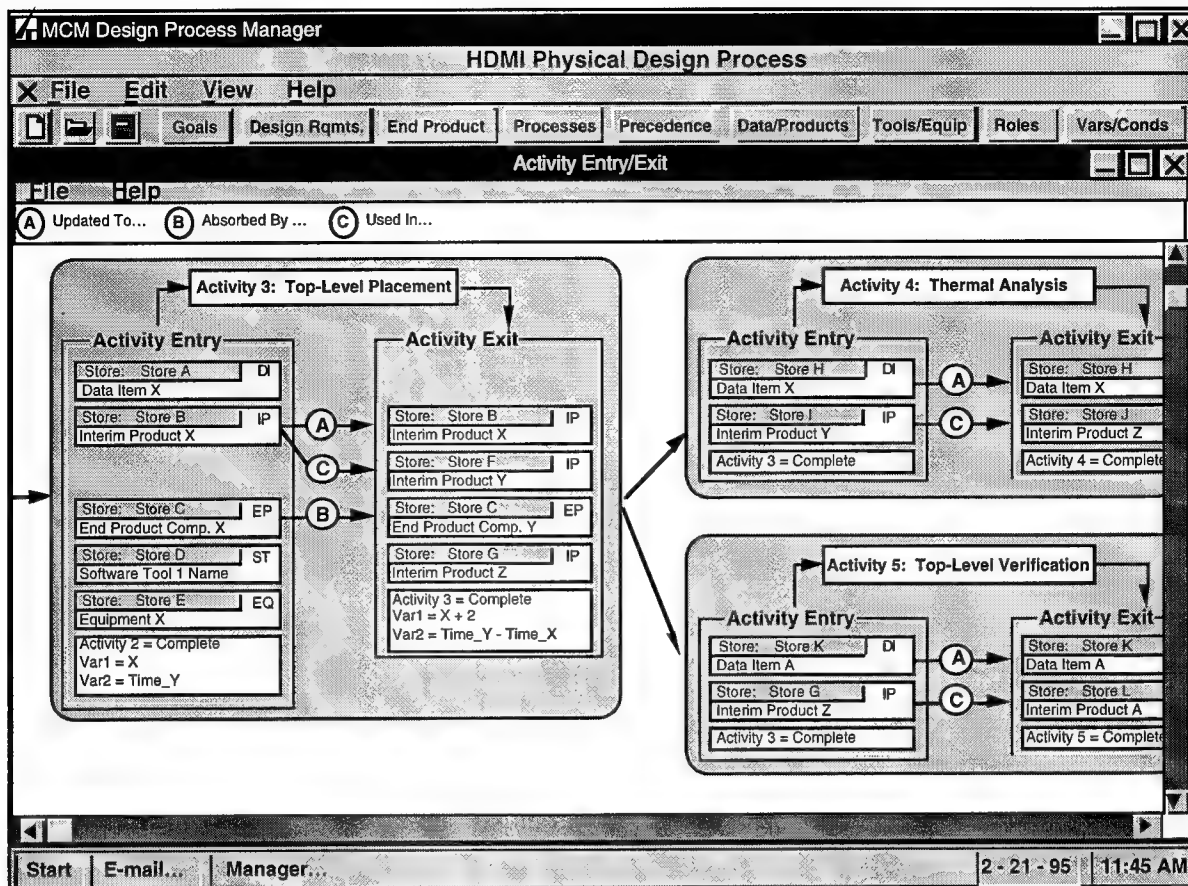 MCM Design Process Manager
HDMI Physical Design Process
X File Edit View Help
Goals Design Rqmts. End Product Processes Precedence Data/Products Tools/Equip Roles Vars/Conds
Activity Entry/Exit
File Help
A Updated To... B Absorbed By ... C Used In...
Activity 3: Top-Level Placement
Activity Entry
Store: Store A DI
Data Item X
Store: Store B IP
Interim Product X
Store: Store C EP
End Product Comp. X
Store: Store D ST
Software Tool 1 Name
Store: Store E EQ
Equipment X
Activity 2 = Complete
Var1 = X
Var2 = Time_Y
A
C
B
Activity Exit
Store: Store B IP
Interim Product X
Store: Store F IP
Interim Product Y
Store: Store C EP
End Product Comp. Y
Store: Store G IP
Interim Product Z
Activity 3 = Complete
Var1 = X + 2
Var2 = Time_Y - Time_X
Activity 4: Thermal Analysis
Activity Entry
Store: Store H DI
Data Item X
Store: Store I IP
Interim Product Y
Activity 3 = Complete
A
C
Activity Exit
Store: Store H
Data Item X
Store: Store J
Interim Product Z
Activity 4 = Complete
Activity 5: Top-Level Verification
Activity Entry
Store: Store K DI
Data Item A
Store: Store G IP
Interim Product Z
Activity 3 = Complete
A
C
Activity Exit
Store: Store K
Data Item A
Store: Store L
Interim Product A
Activity 5 = Complete
Start E-mail... Manager... 2 - 21 - 95 11:45 AM